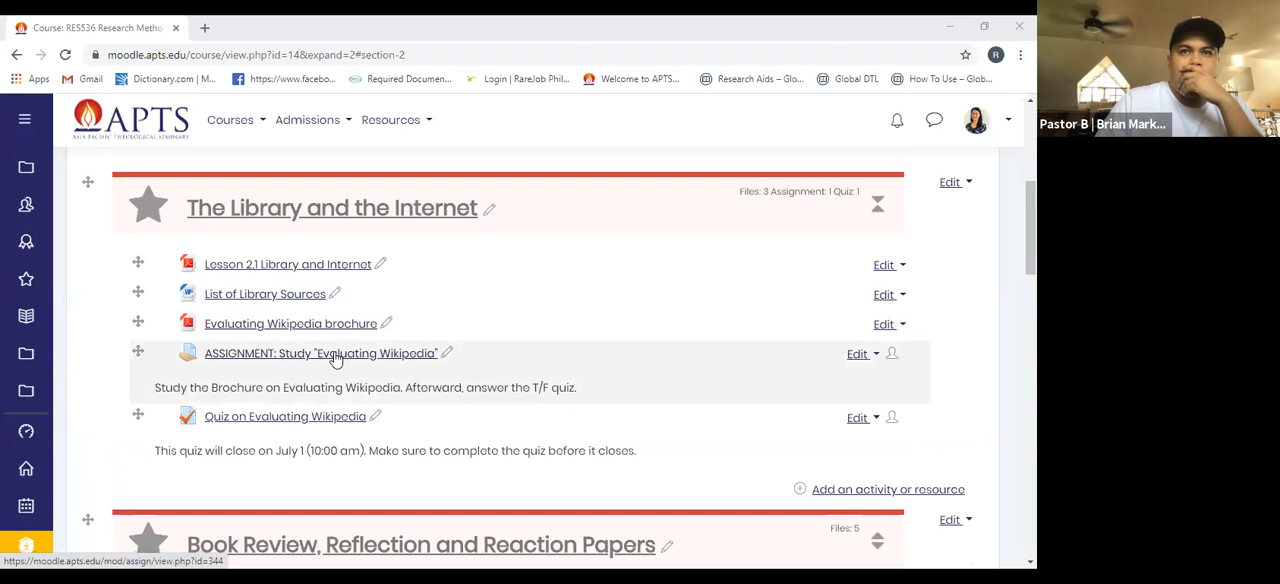 Course: RES536 Research Metho
moodle.apts.edu/course/view.php?id=14&expand=2#section-2
R
Apps
Gmail
Dictionary.com | M...
https://www.faceboo...
Required Documen...
Login | RareJob Phil...
Welcome to APTS...
Research Aids – Glo...
Global DTL
How To Use – Glob...
Pastor B | Brian Mark...
APTS
ASIA PACIFIC THEOLOGICAL SEMINARY
Courses
Admissions
Resources
Files: 3 Assignment: 1 Quiz: 1
Edit
The Library and the Internet
Lesson 2.1 Library and Internet
Edit
List of Library Sources
Edit
Evaluating Wikipedia brochure
Edit
ASSIGNMENT: Study "Evaluating Wikipedia"
Edit
Study the Brochure on Evaluating Wikipedia. Afterward, answer the T/F quiz.
Quiz on Evaluating Wikipedia
Edit
This quiz will close on July 1 (10:00 am). Make sure to complete the quiz before it closes.
Add an activity or resource
Files: 5
Edit
Book Review, Reflection and Reaction Papers
https://moodle.apts.edu/mod/assign/view.php?id=344